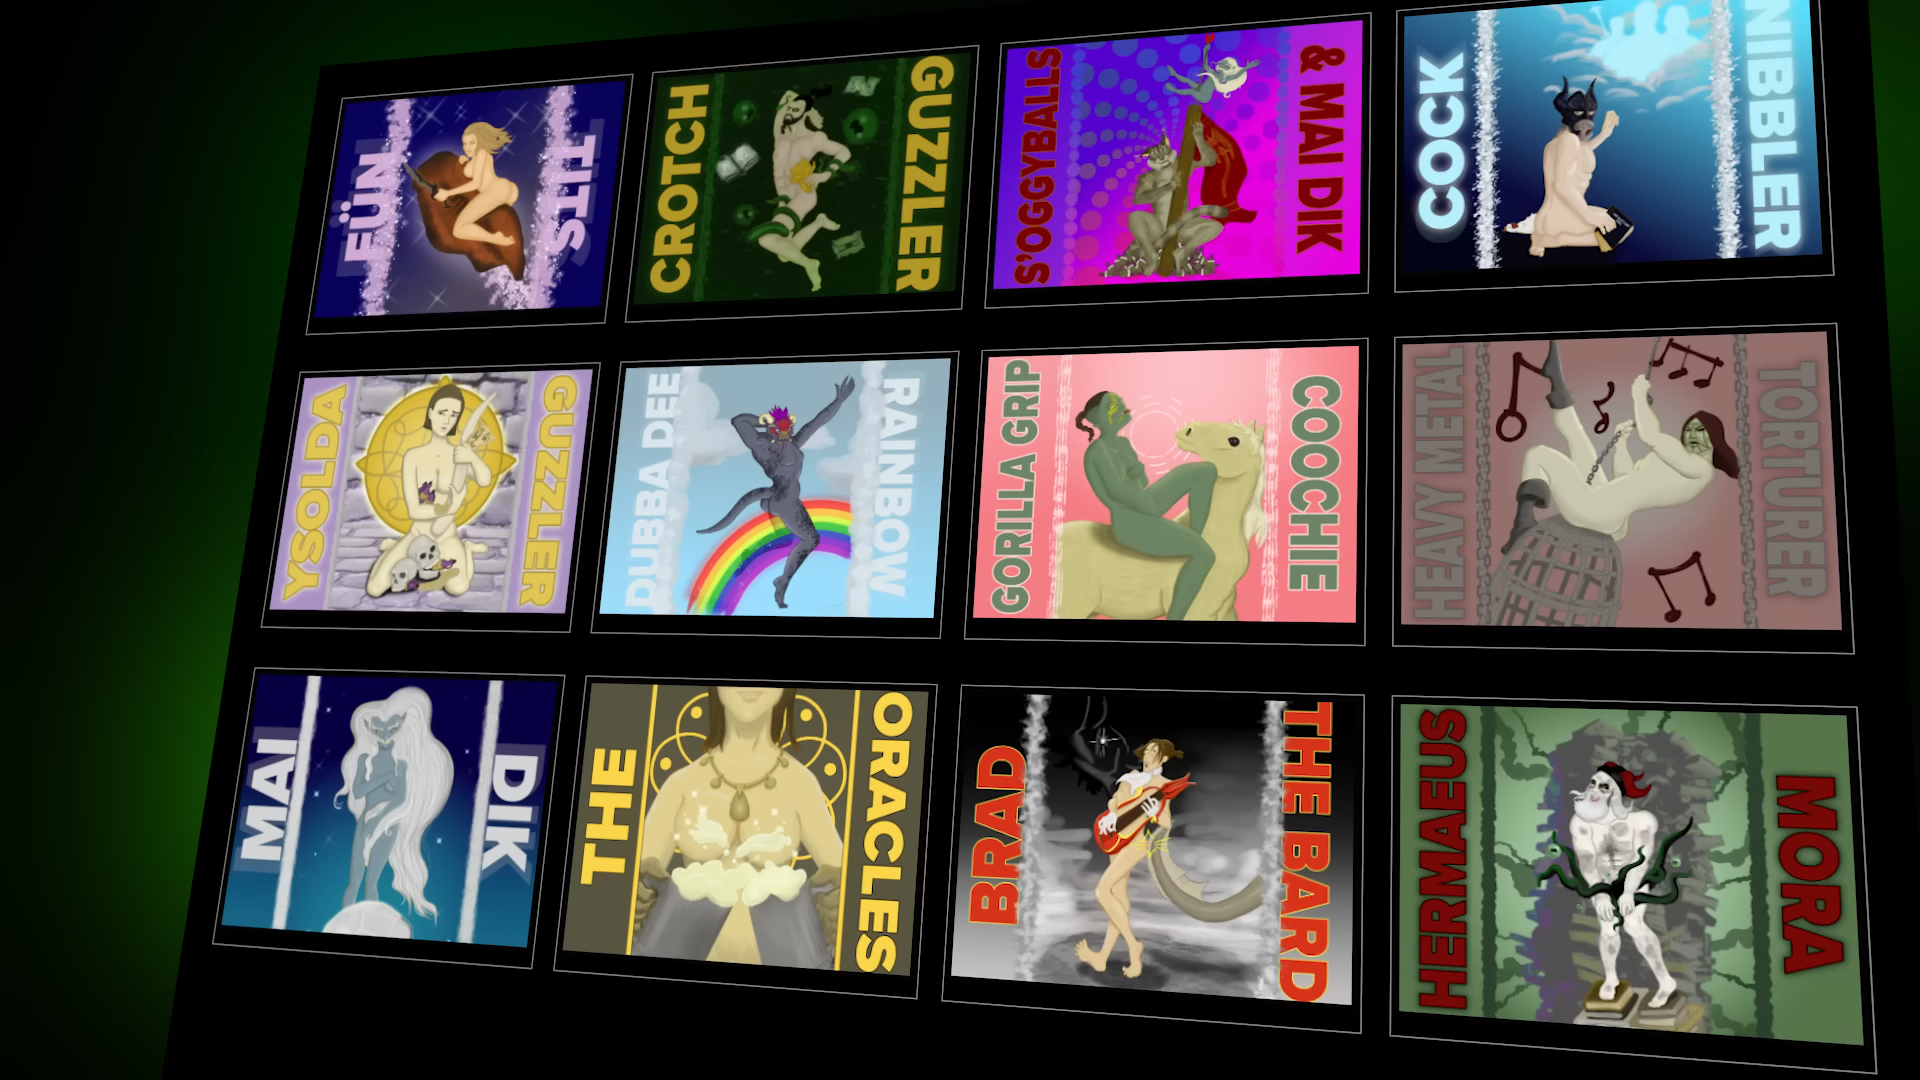 FÜN
TITS
CROTCH
GUZZLER
S'OGGYBALLS
& MAI DIK
COCK
NIBBLER
YSOLDA
GUZZLER
DUBBA DEE
RAINBOW
GORILLA GRIP
COOCHIE
HEAVY METAL
TORTURER
MAI
DIK
THE
ORACLES
BRAD
THE BARD
HERMAEUS
MORA